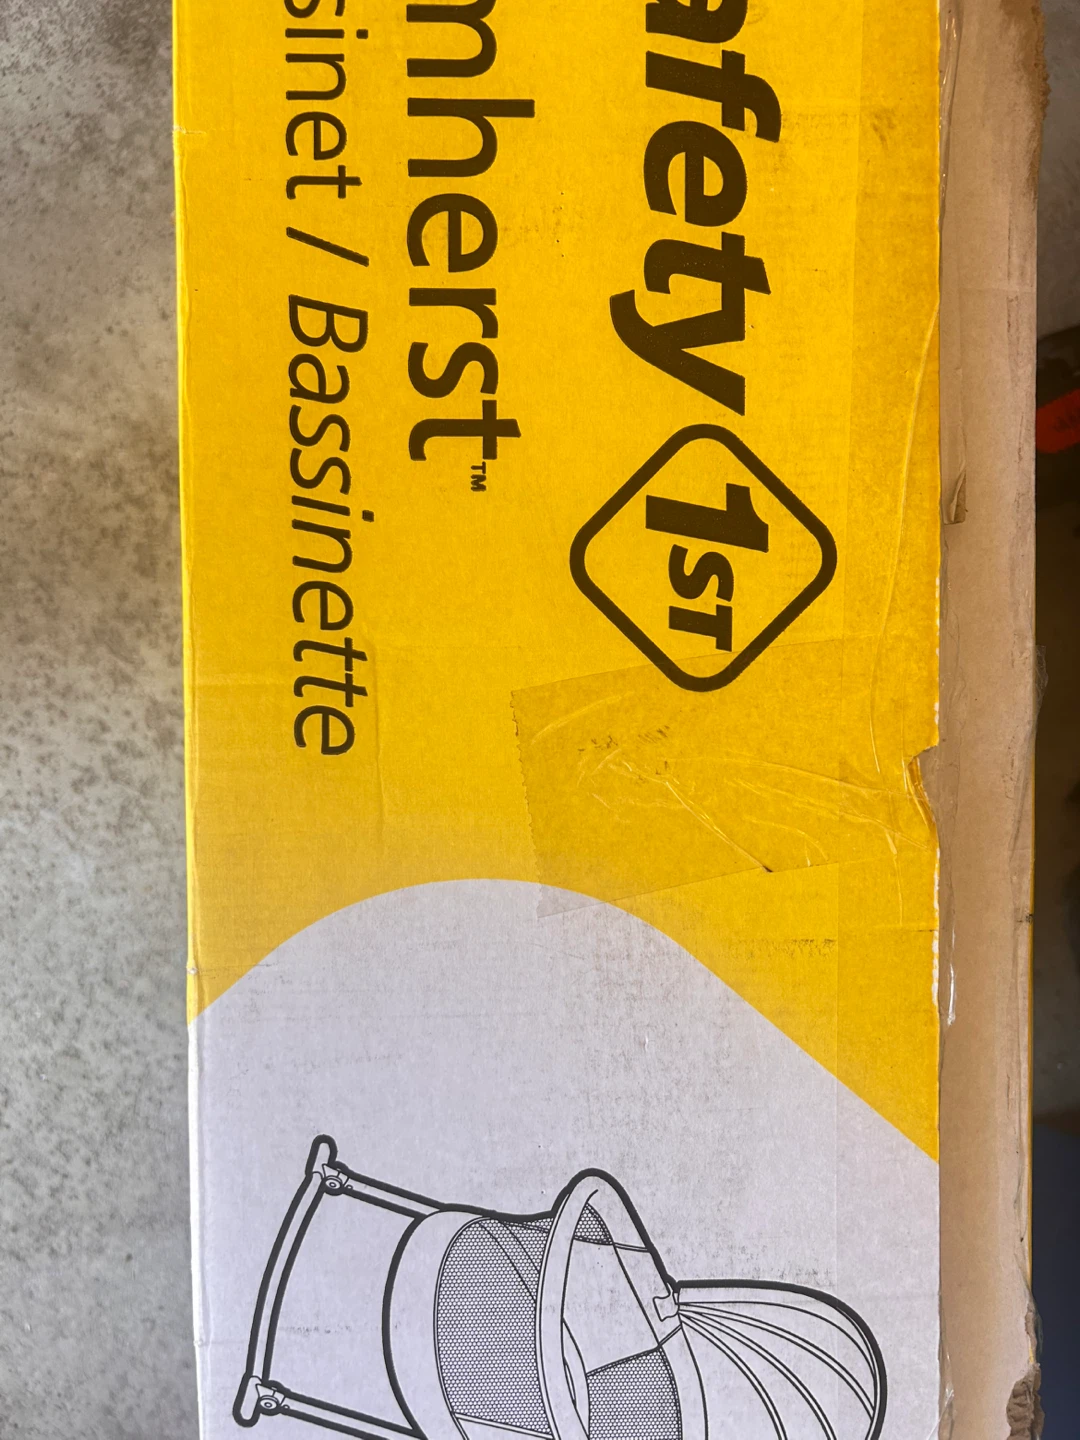 afety 1ST
mherst™
sinet / Bassinette